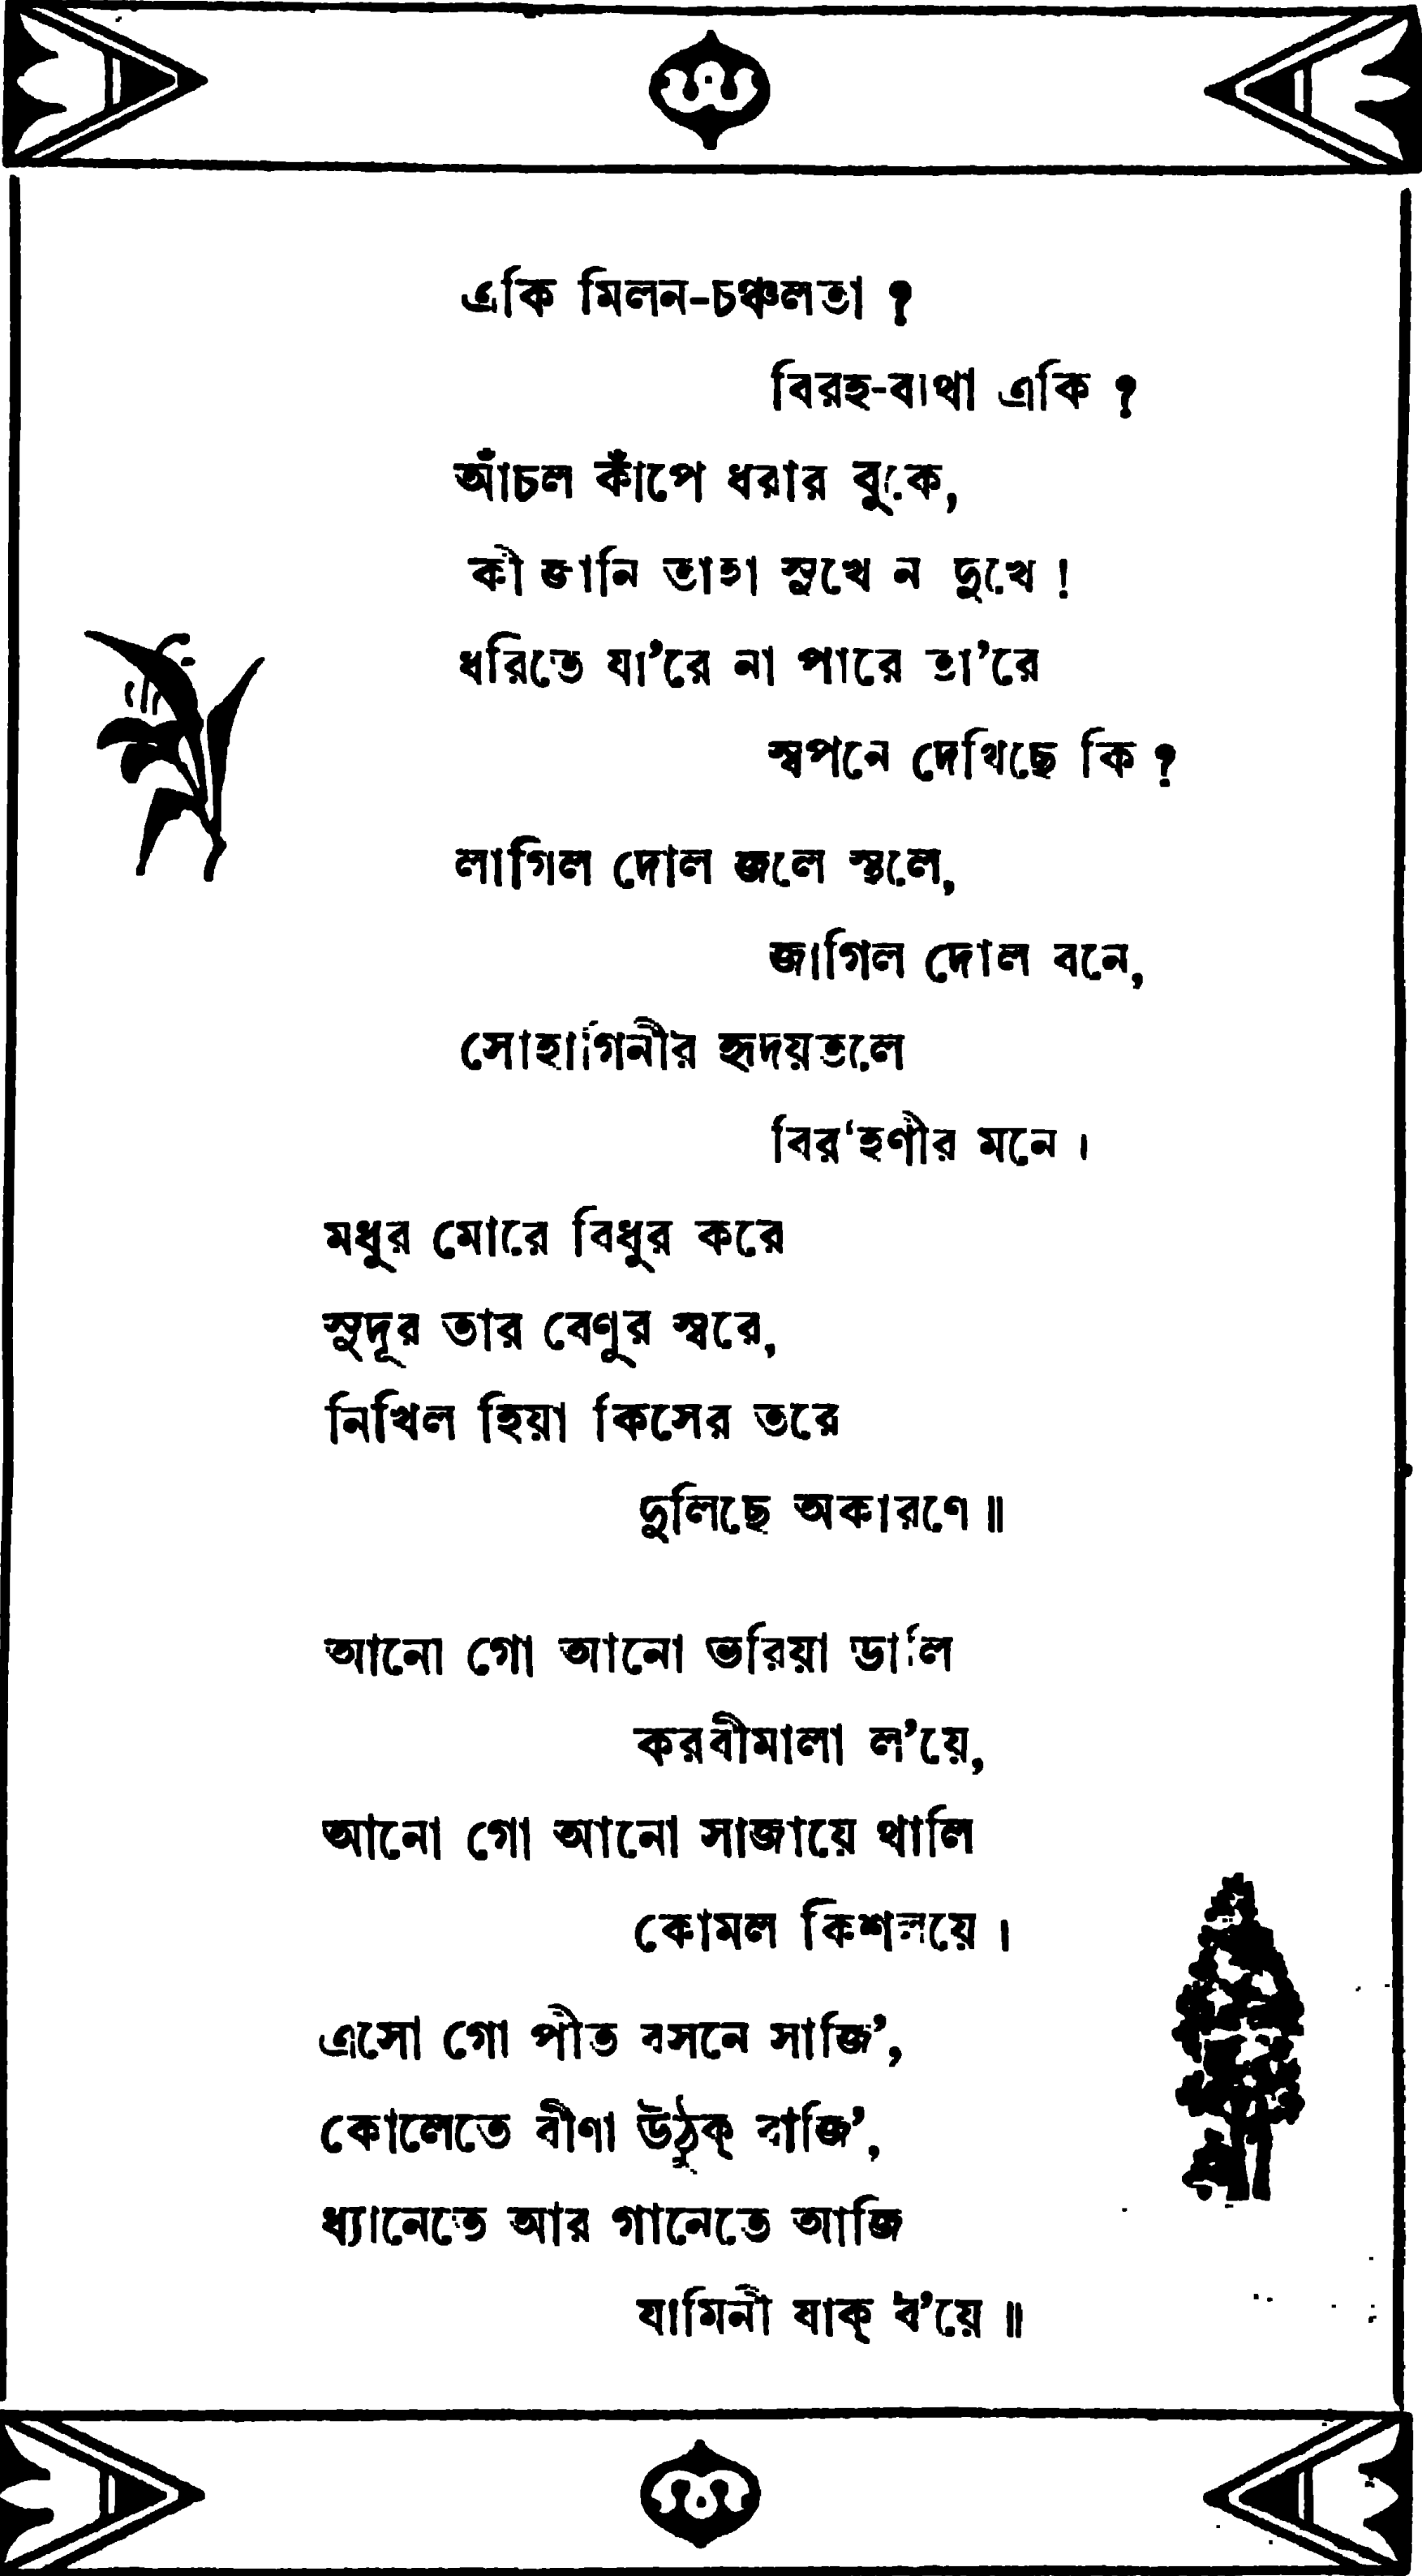 একি মিলন-চঞ্চলতা ?
বিরহ-ব্যথা একি ?
আঁচল কাঁপে ধরার বুকে,
কী জানি তাহা সুখে ন দুখে !
ধরিতে যা’রে না পারে তা’রে
স্বপনে দেখিছে কি ?
লাগিল দোল জলে স্থলে,
জাগিল দোল বনে,
সোহাগিনীর হৃদয়তলে
বিরহিণীর মনে ।
মধুর মোরে বিধুর করে
সুদূর তার বেণুর স্বরে,
নিখিল হিয়া কিসের তরে
দুলিছে অকারণে ॥
আনো গো আনো ভরিয়া ডালি
করবীমালা ল’য়ে,
আনো গো আনো সাজায়ে থালি
কোমল কিশলয়ে ।
এসো গো পীত বসনে সাজি’,
কোলেতে বীণা উঠুক্ বাজি’,
ধ্যানেতে আর গানেতে আজি
যামিনী যাক্ ব’য়ে ॥